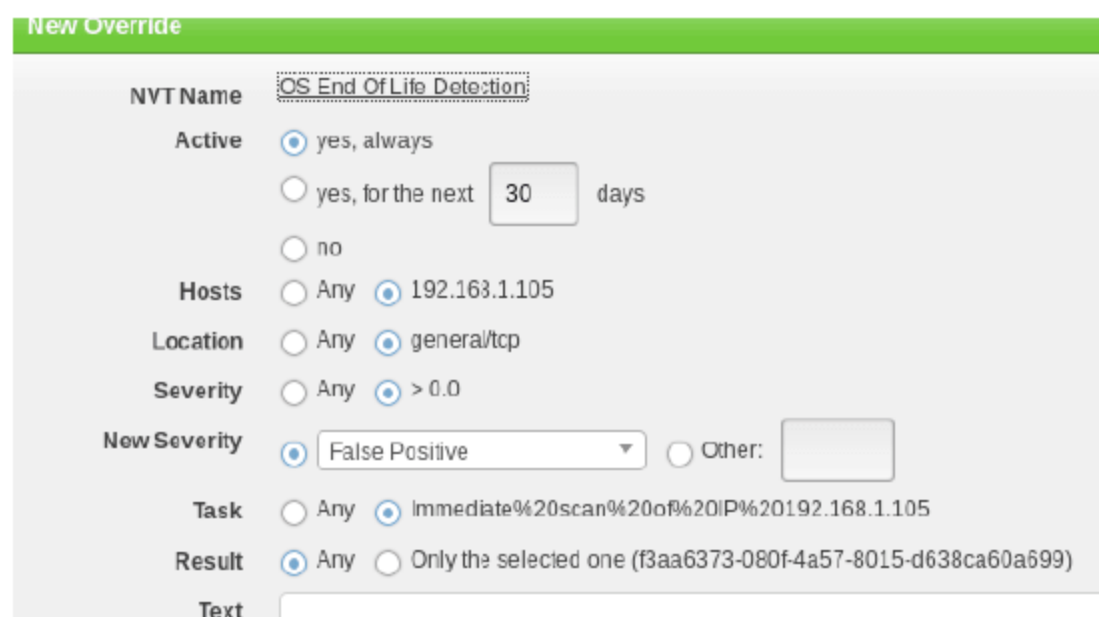 New Override
NVT Name OS End Of Life Detection
Active yes, always
yes, for the next 30 days
no
Hosts Any 192.168.1.105
Location Any general/tcp
Severity Any > 0.0
New Severity False Positive Other:
Task Any Immediate%20scan%20of%20IP%20192.168.1.105
Result Any Only the selected one (f3aa6373-080f-4a57-8015-d638ca60a699)
Text